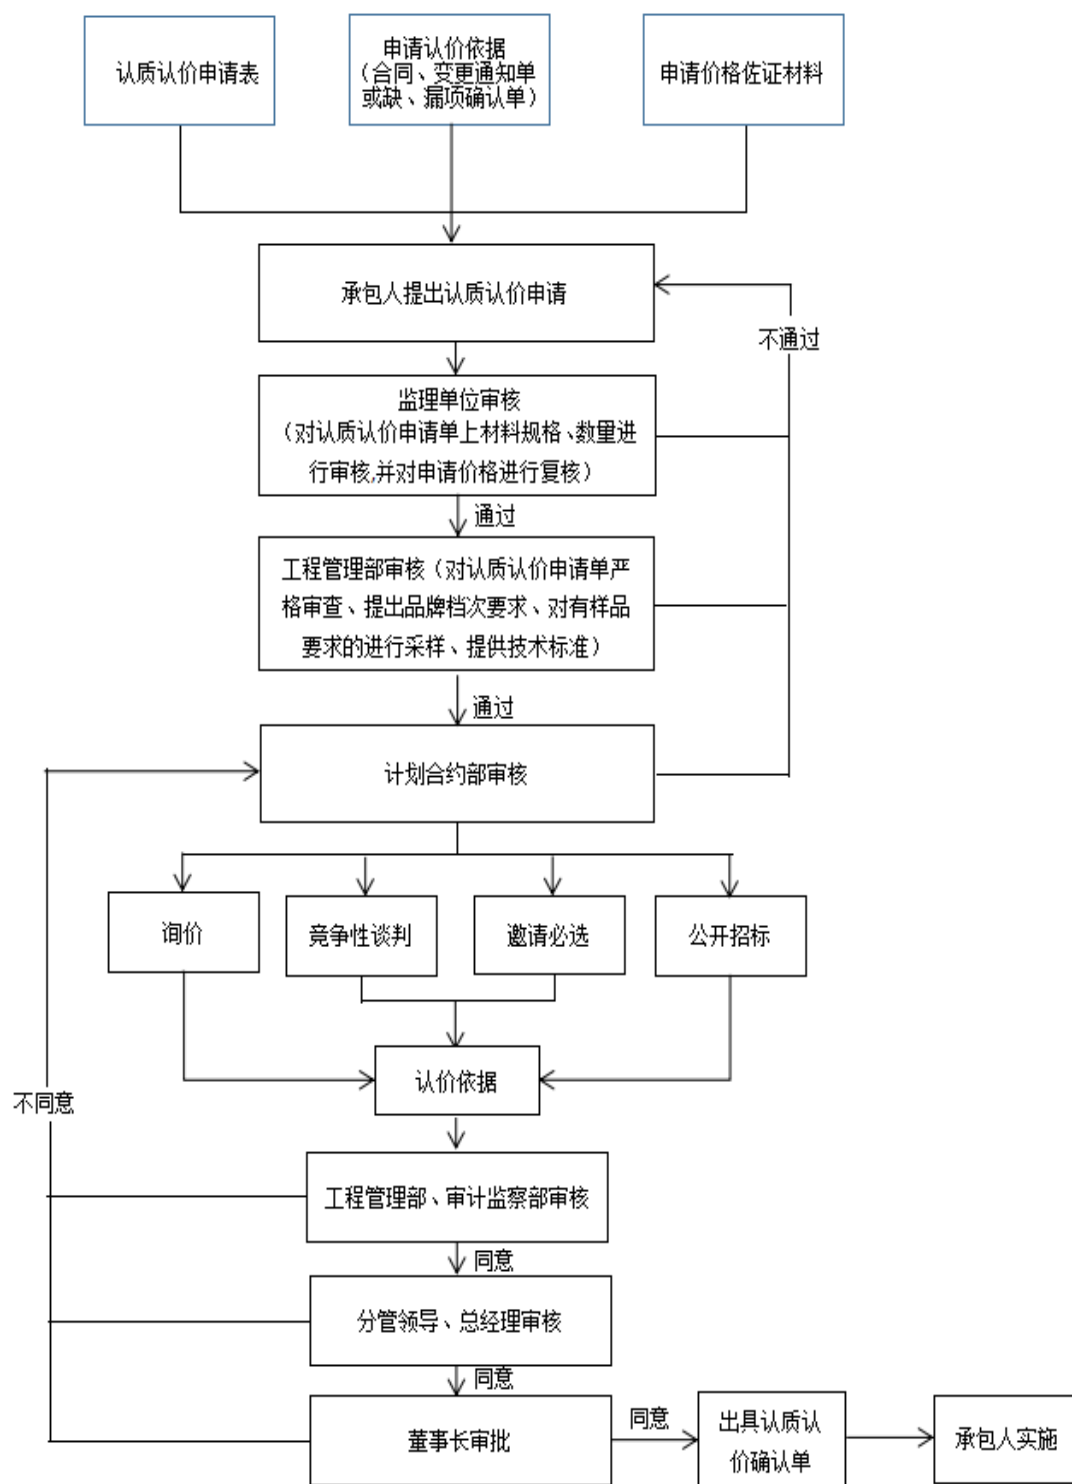 认质认价申请表
申请认价依据
（合同、变更通知单
或缺、漏项确认单）
申请价格佐证材料
承包人提出认质认价申请
不通过
监理单位审核
（对认质认价申请单上材料规格、数量进
行审核,并对申请价格进行复核）
通过
工程管理部审核（对认质认价申请单严
格审查、提出品牌档次要求、对有样品
要求的进行采样、提供技术标准）
通过
计划合约部审核
询价
竞争性谈判
邀请必选
公开招标
认价依据
不同意
工程管理部、审计监察部审核
同意
分管领导、总经理审核
同意
董事长审批
同意
出具认质认
价确认单
承包人实施